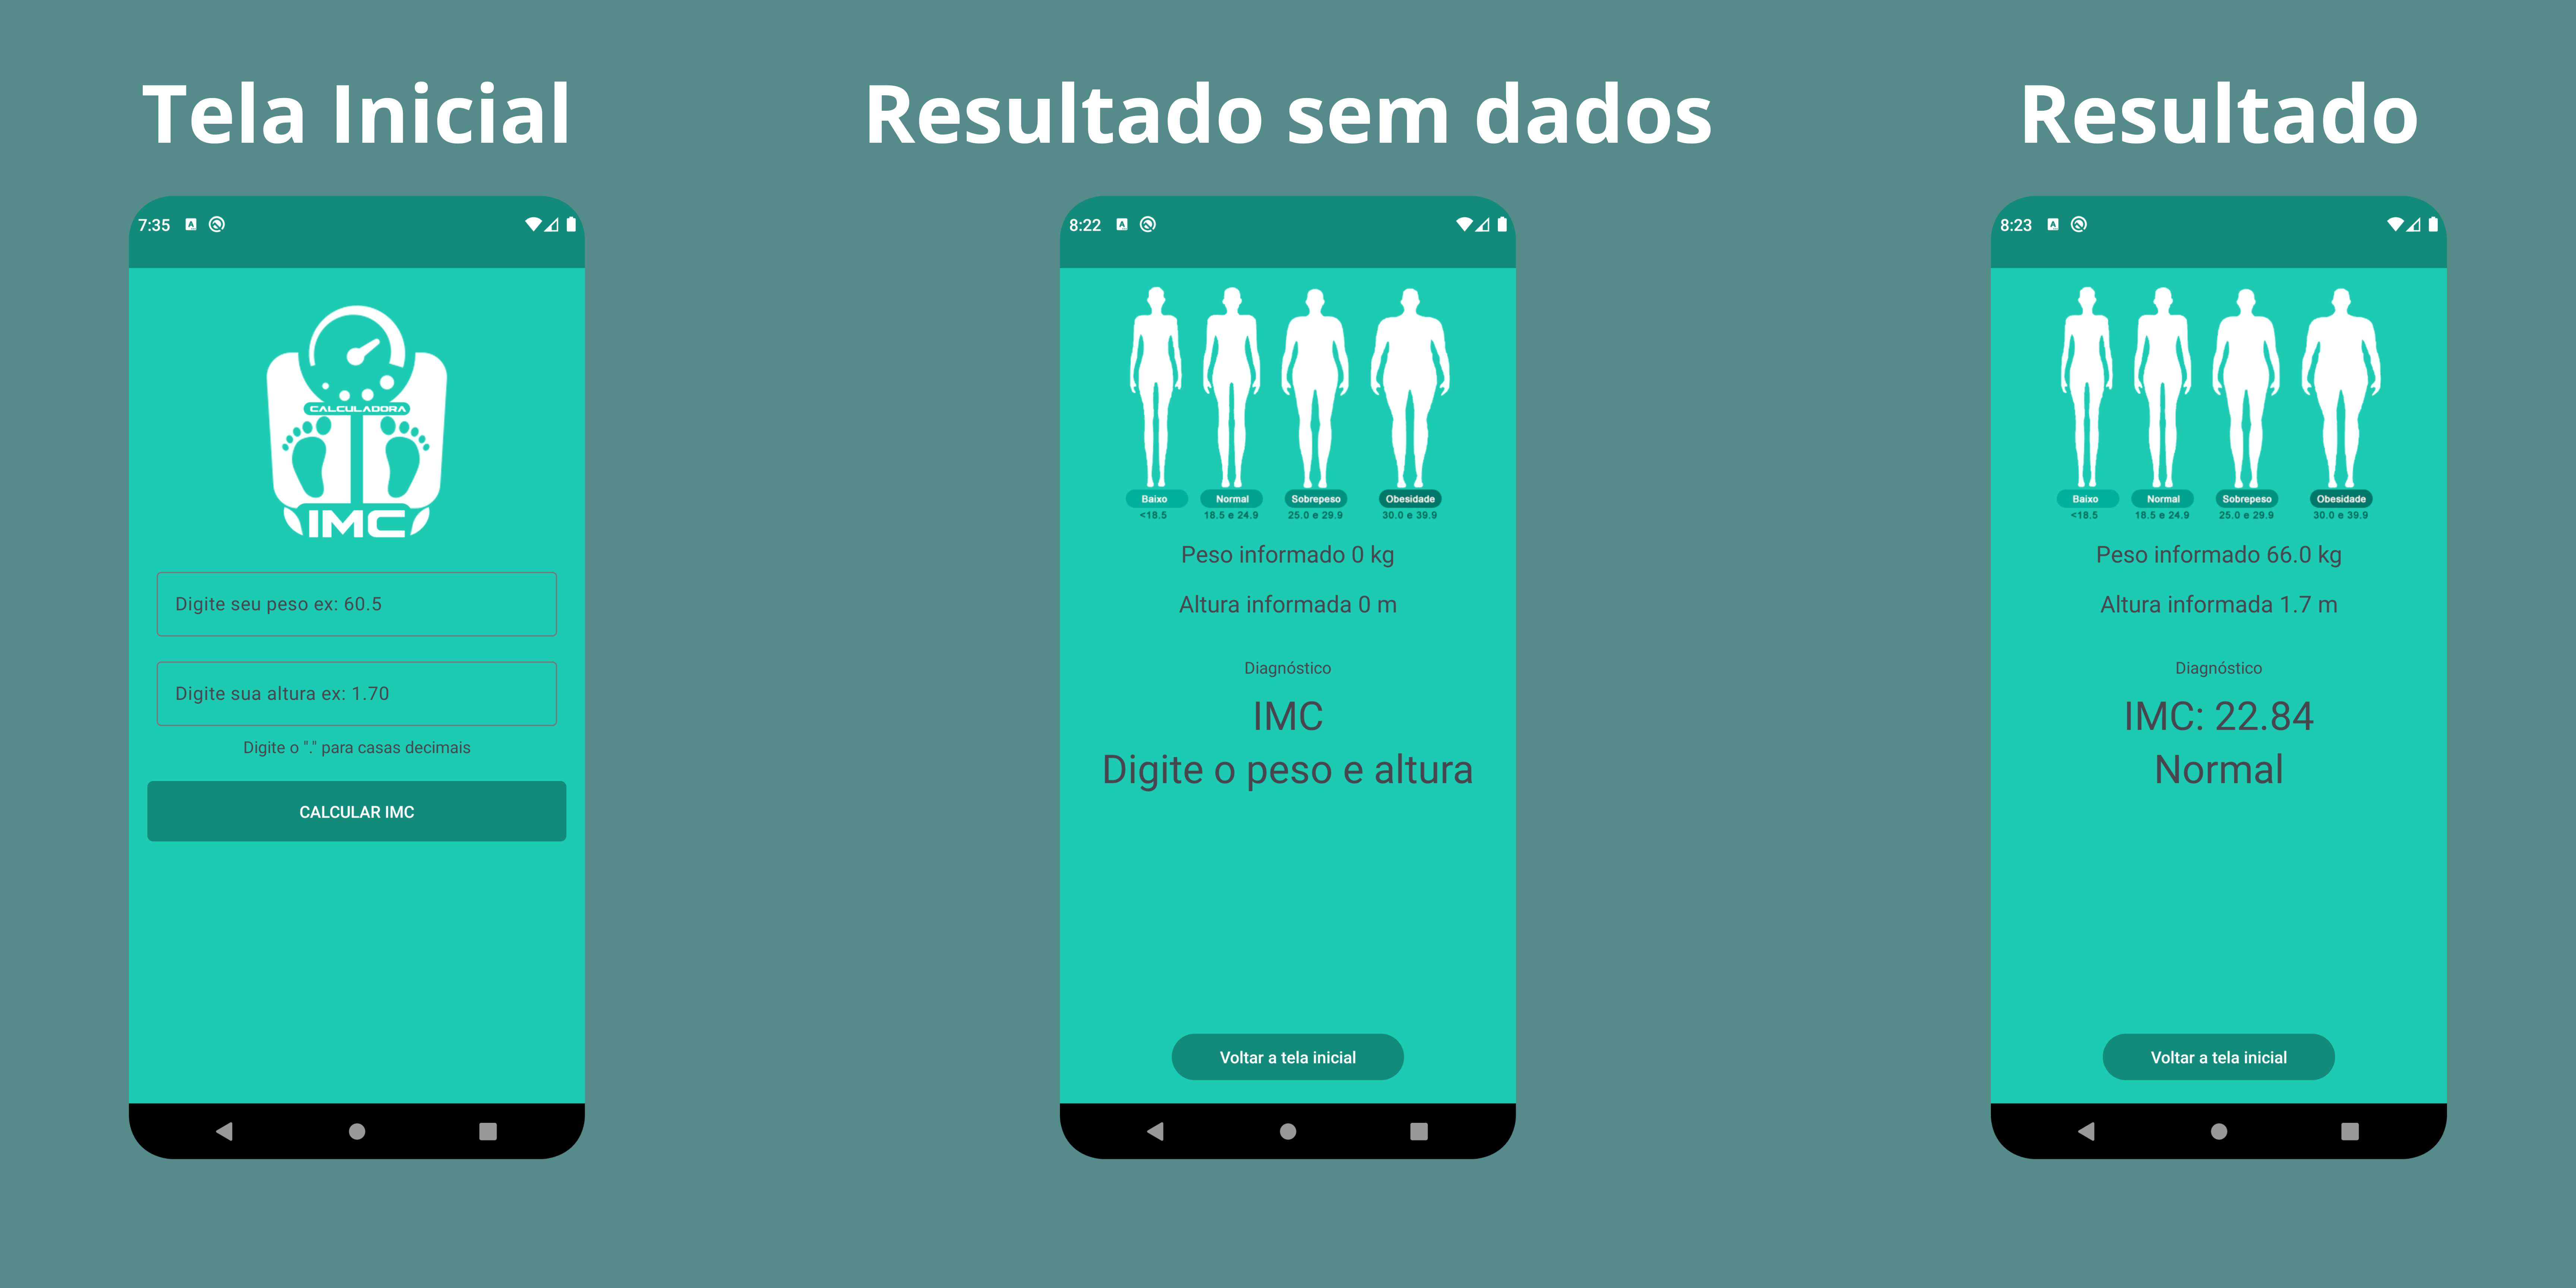 Tela Inicial
7:35
CALCULADORA
IMC
Digite seu peso ex: 60.5
Digite sua altura ex: 1.70
Digite o "." para casas decimais
CALCULAR IMC
Resultado sem dados
8:22
Baixo Normal Sobrepeso Obesidade
<18.5 18.5 e 24.9 25.0 e 29.9 30.0 e 39.9
Peso informado 0 kg
Altura informada 0 m
Diagnóstico
IMC
Digite o peso e altura
Voltar a tela inicial
Resultado
8:23
Baixo Normal Sobrepeso Obesidade
<18.5 18.5 e 24.9 25.0 e 29.9 30.0 e 39.9
Peso informado 66.0 kg
Altura informada 1.7 m
Diagnóstico
IMC: 22.84
Normal
Voltar a tela inicial